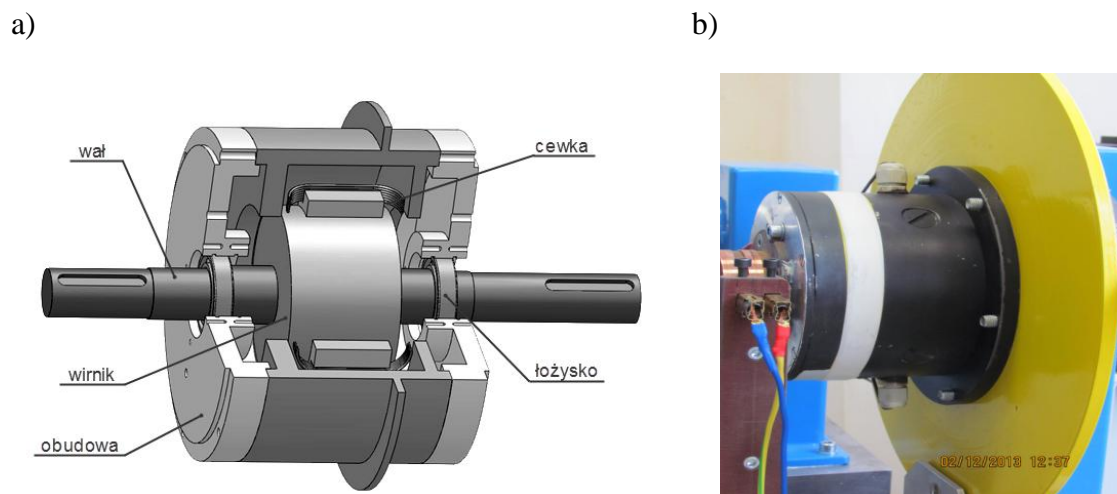 a)
b)
wał
cewka
wirnik
łożysko
obudowa
02/12/2013 12:37